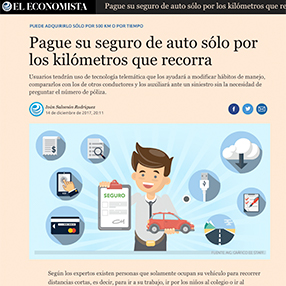 EL ECONOMISTA
Pague su seguro de auto sólo por los kilómetros que re
PUEDE ADQUIRIRLO SÓLO POR 500 KM O POR TIEMPO
Pague su seguro de auto sólo por
los kilómetros que recorra
Usuarios tendrán uso de tecnología telemática que los ayudará a modificar hábitos de manejo,
compararlos con los de otros conductores y los auxiliará ante un siniestro sin la necesidad de
preguntar el número de póliza.
14 de diciembre de 2017, 20:11
SEGURO
Según los expertos existen personas que solamente ocupan su vehículo para recorrer
distancias cortas, es decir, para ir a su trabajo, ir por los niños al colegio o ir al